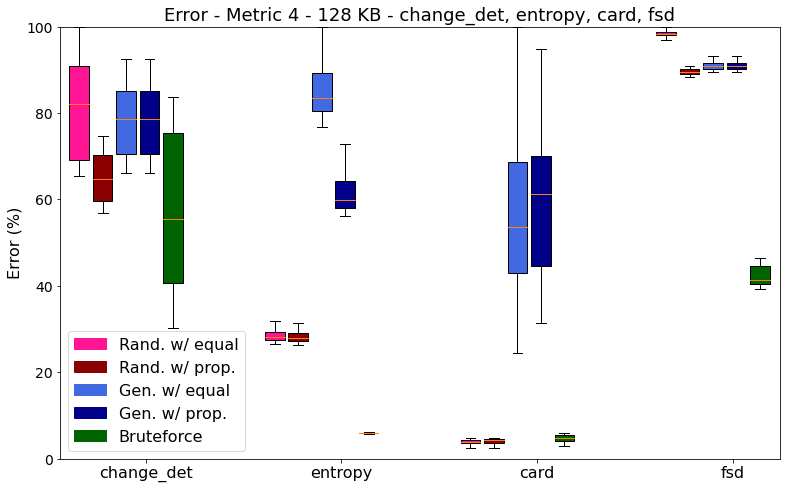 Error - Metric 4 - 128 KB - change_det, entropy, card, fsd
100
80
60
40
20
0
Error (%)
Rand. w/ equal
Rand. w/ prop.
Gen. w/ equal
Gen. w/ prop.
Bruteforce
change_det entropy card fsd